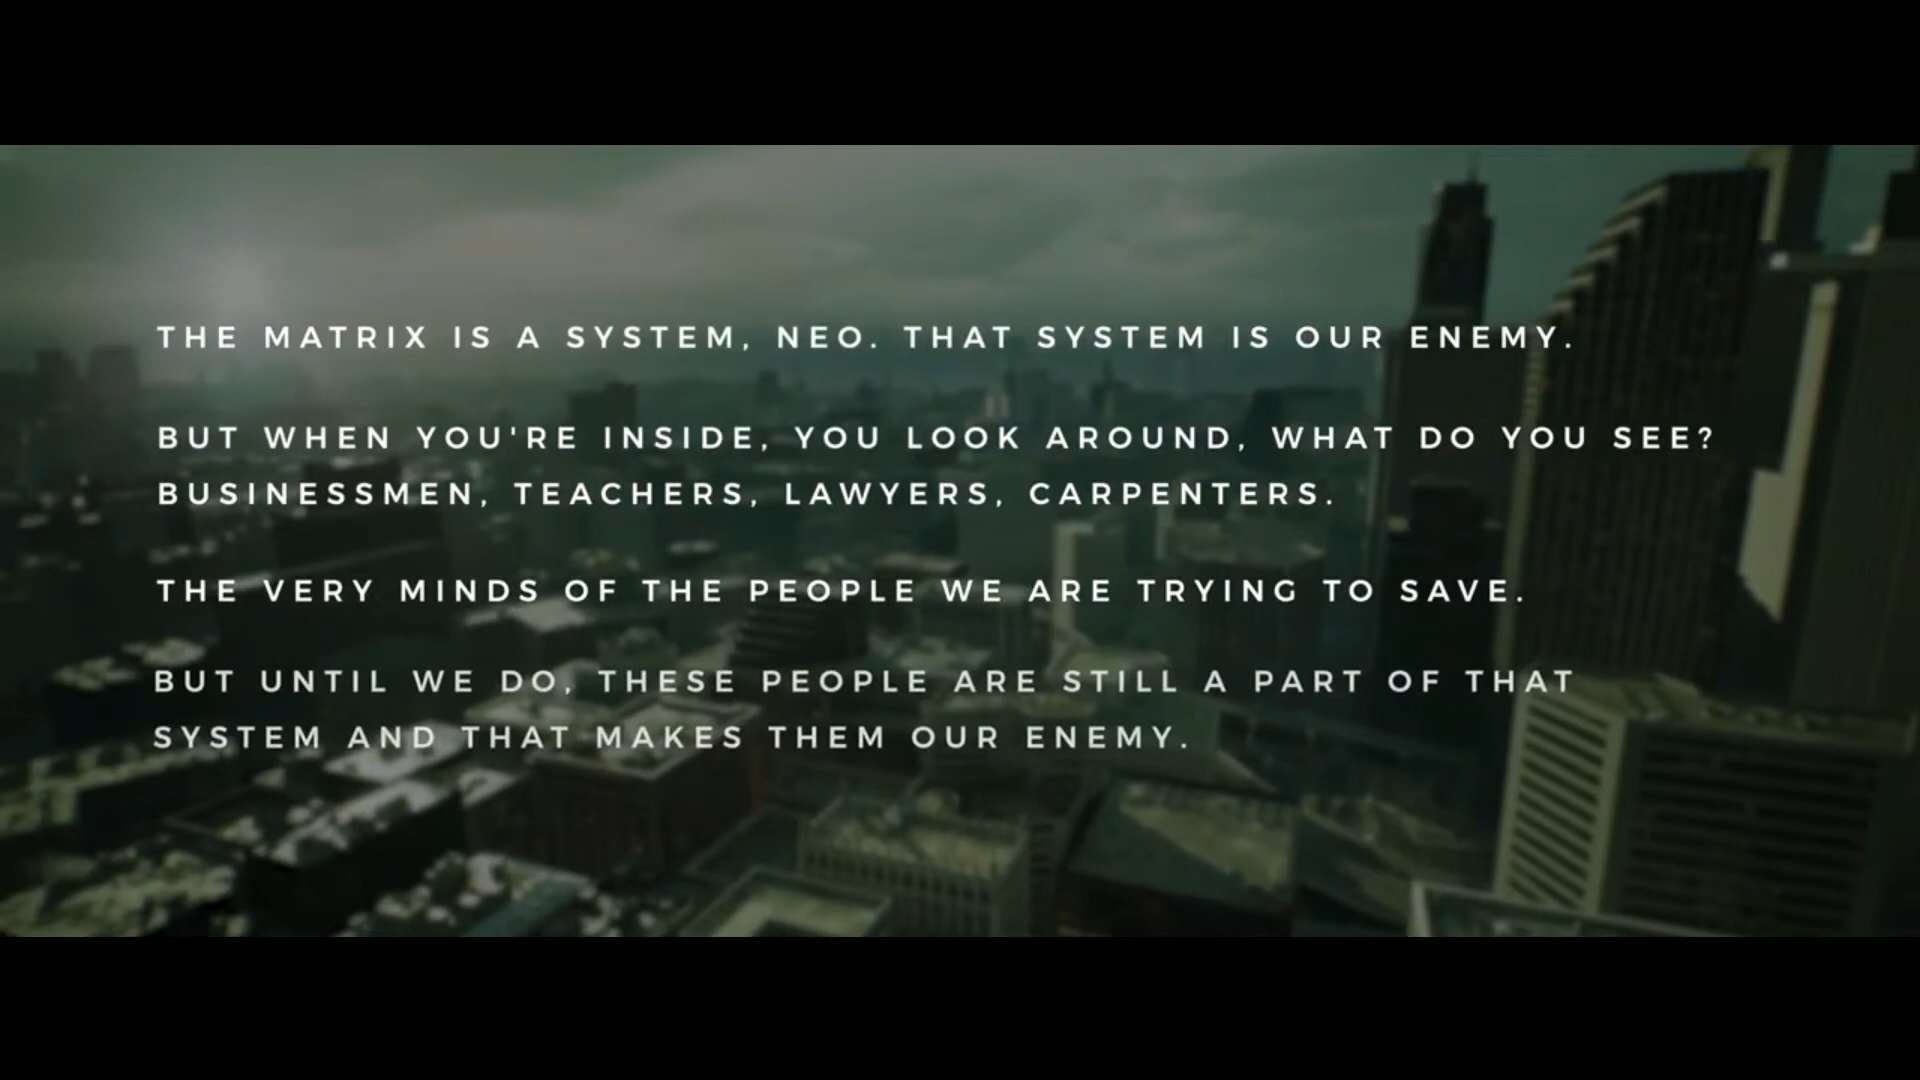 THE MATRIX IS A SYSTEM, NEO. THAT SYSTEM IS OUR ENEMY.
BUT WHEN YOU'RE INSIDE, YOU LOOK AROUND, WHAT DO YOU SEE?
BUSINESSMEN, TEACHERS, LAWYERS, CARPENTERS.
THE VERY MINDS OF THE PEOPLE WE ARE TRYING TO SAVE.
BUT UNTIL WE DO, THESE PEOPLE ARE STILL A PART OF THAT
SYSTEM AND THAT MAKES THEM OUR ENEMY.